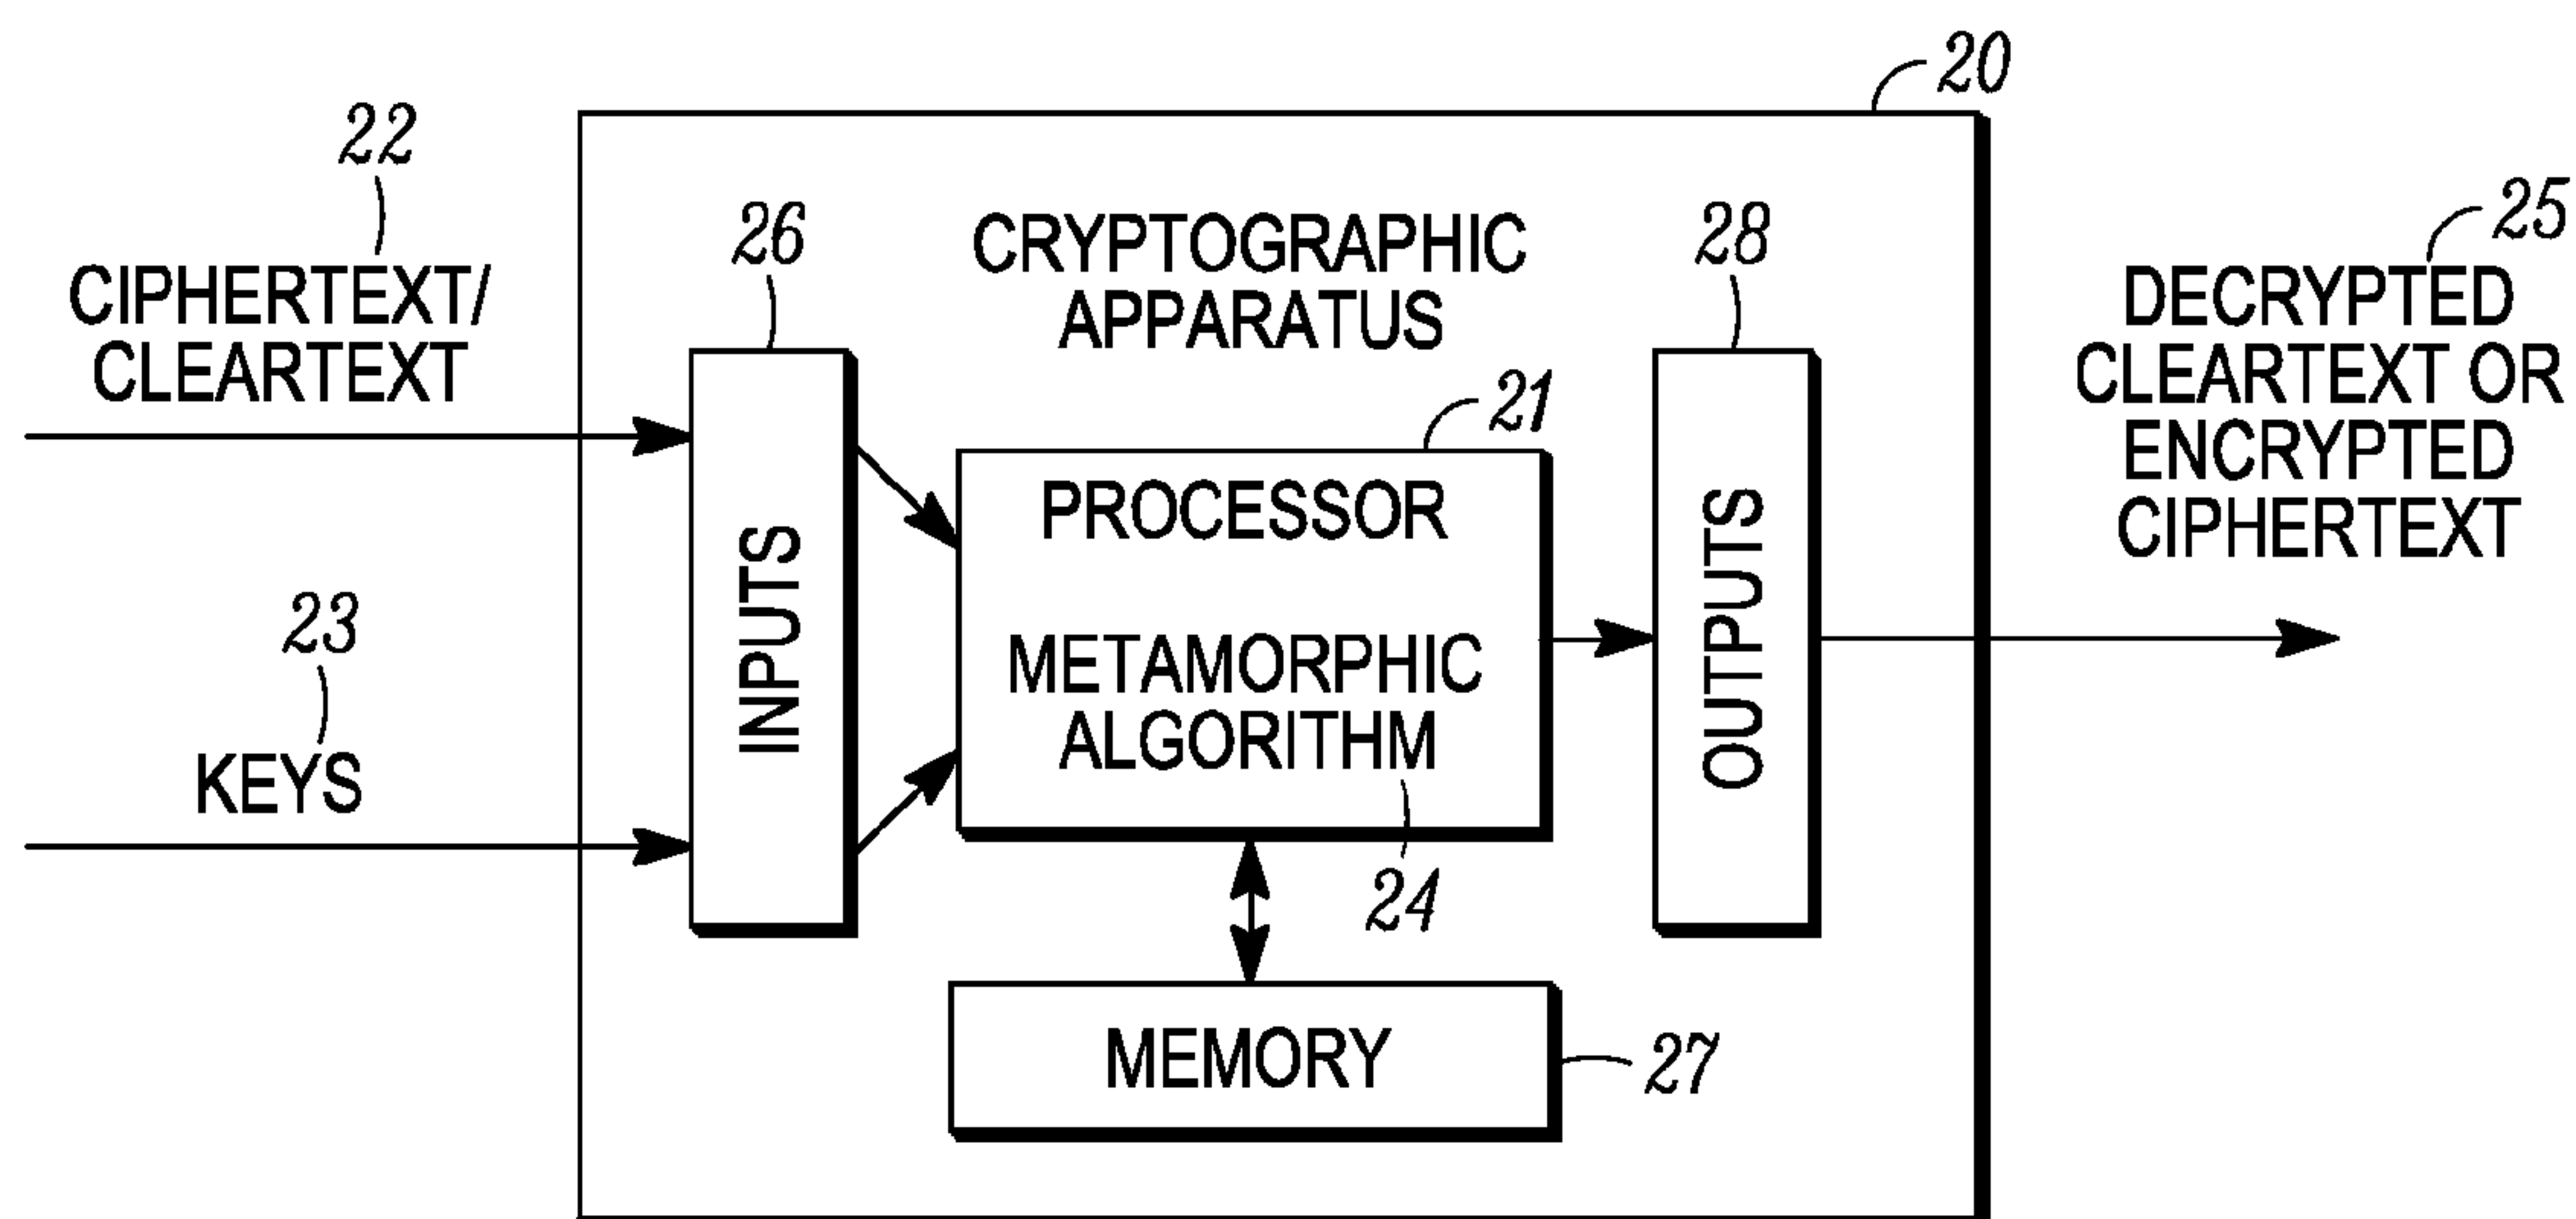 20
22
CIPHERTEXT/
CLEARTEXT
26
CRYPTOGRAPHIC
APPARATUS
28
25
DECRYPTED
CLEARTEXT OR
ENCRYPTED
CIPHERTEXT
21
PROCESSOR
METAMORPHIC
ALGORITHM
24
INPUTS
OUTPUTS
23
KEYS
MEMORY
27